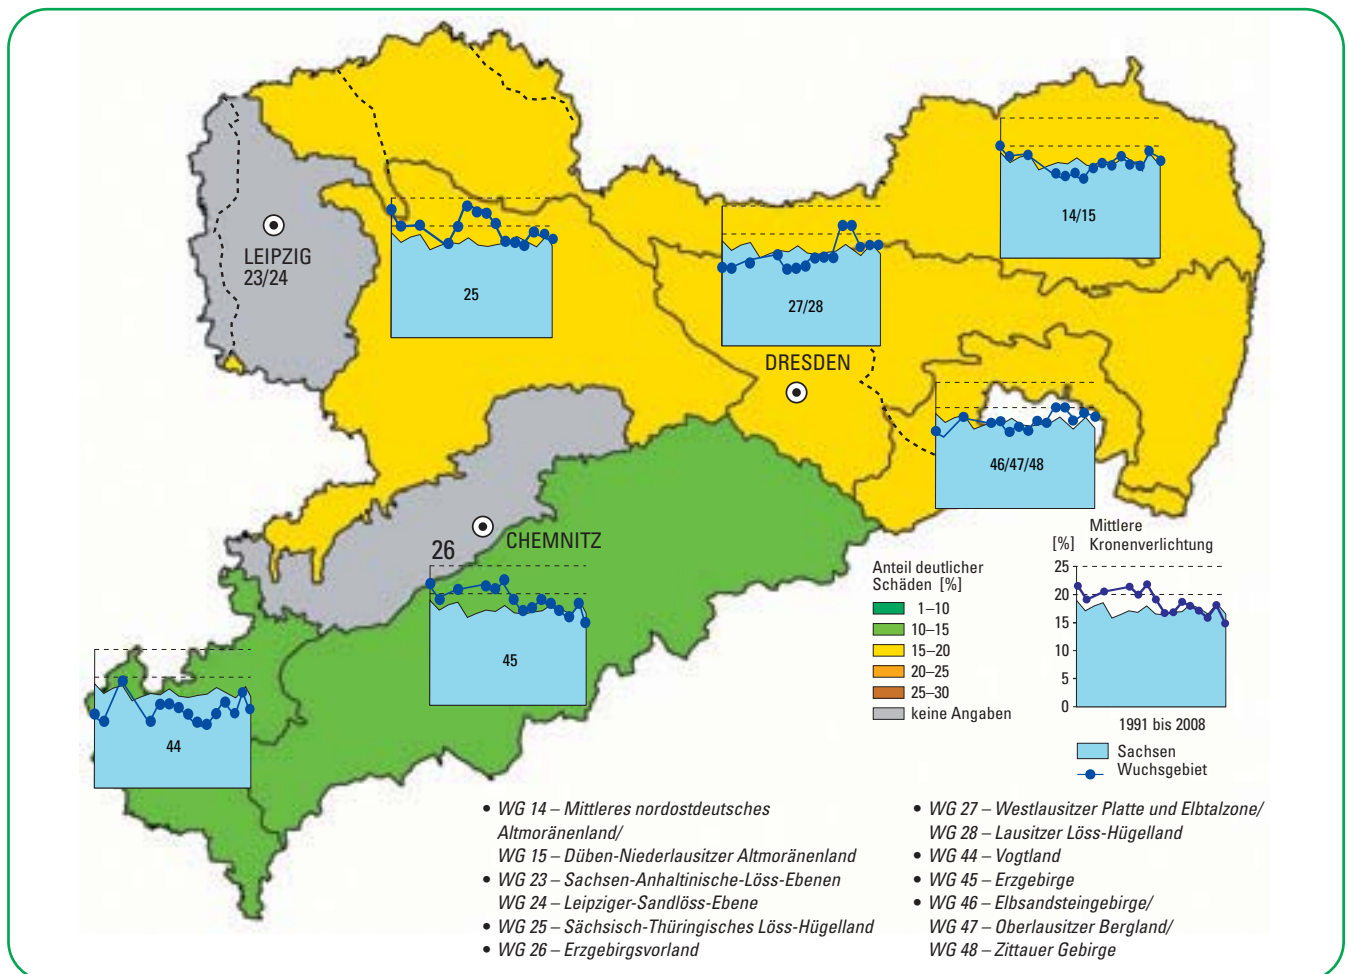 LEIPZIG
23/24
25
27/28
14/15
DRESDEN
46/47/48
26
CHEMNITZ
45
44
Anteil deutlicher
Schäden [%]
1–10
10–15
15–20
20–25
25–30
keine Angaben
Mittlere
[%] Kronenverlichtung
25
20
15
10
5
0
1991 bis 2008
Sachsen
Wuchsgebiet
• WG 14 – Mittleres nordostdeutsches
Altmoränenland/
WG 15 – Düben-Niederlausitzer Altmoränenland
• WG 23 – Sachsen-Anhaltinische-Löss-Ebenen
WG 24 – Leipziger-Sandlöss-Ebene
• WG 25 – Sächsisch-Thüringisches Löss-Hügelland
• WG 26 – Erzgebirgsvorland
• WG 27 – Westlausitzer Platte und Elbtalzone/
WG 28 – Lausitzer Löss-Hügelland
• WG 44 – Vogtland
• WG 45 – Erzgebirge
• WG 46 – Elbsandsteingebirge/
WG 47 – Oberlausitzer Bergland/
WG 48 – Zittauer Gebirge